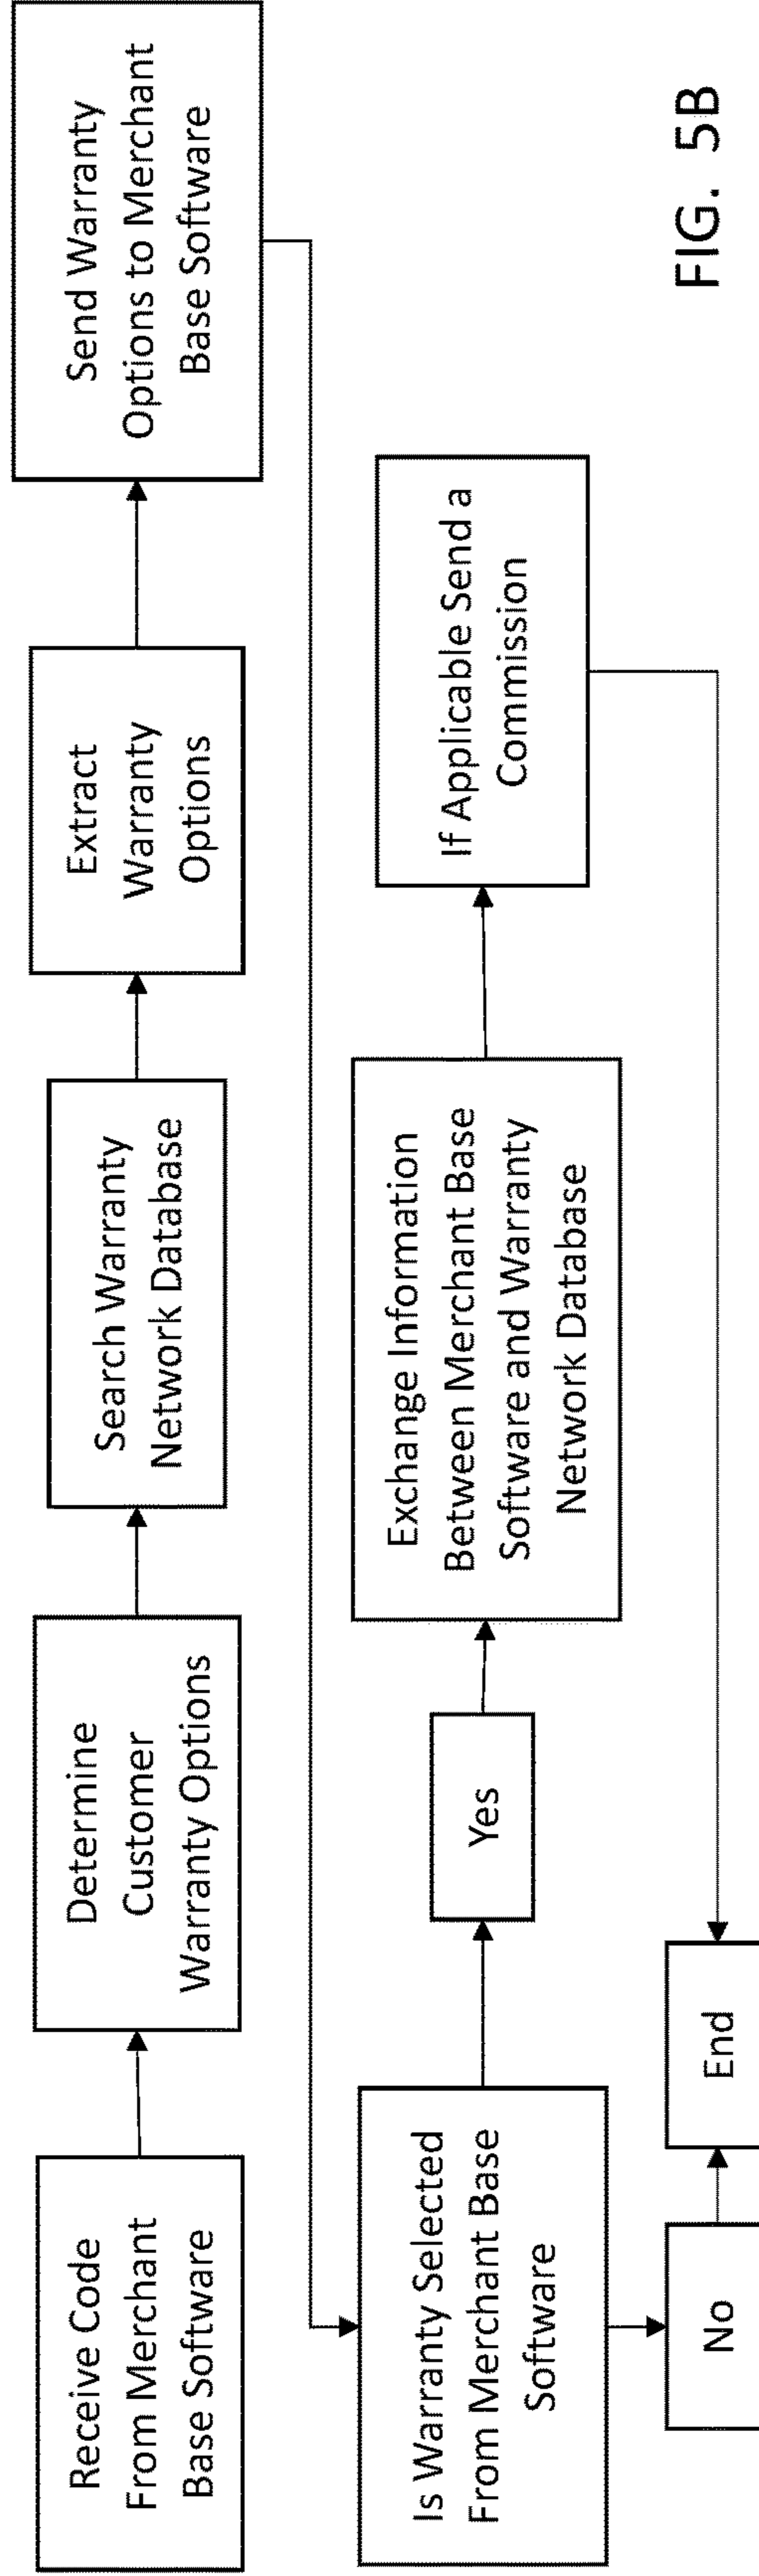 Receive Code
From Merchant
Base Software
Determine
Customer
Warranty Options
Search Warranty
Network Database
Extract
Warranty
Options
Send Warranty
Options to Merchant
Base Software
Is Warranty Selected
From Merchant Base
Software
Yes
Exchange Information
Between Merchant Base
Software and Warranty
Network Database
If Applicable Send a
Commission
No
End
FIG. 5B